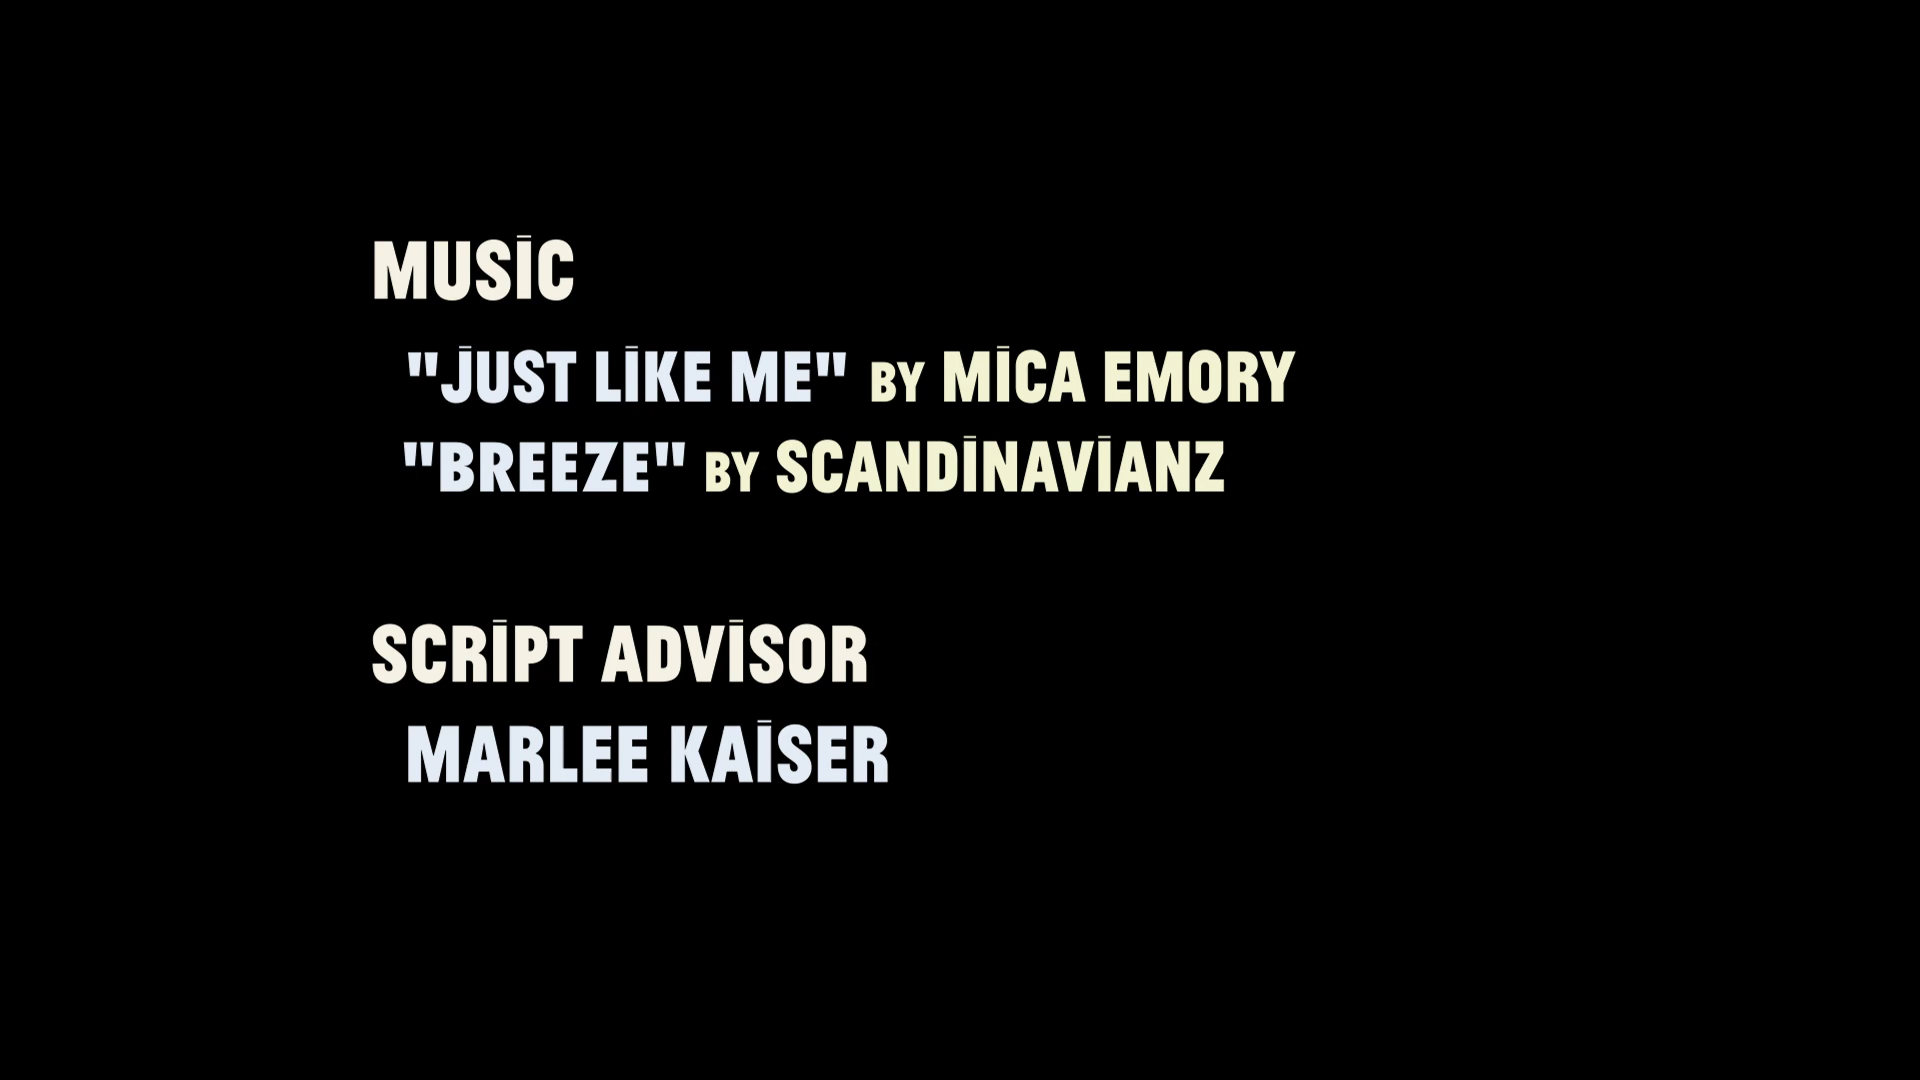 MUSIC
"JUST LIKE ME" BY MICA EMORY
"BREEZE" BY SCANDINAVIANZ
SCRIPT ADVISOR
MARLEE KAISER